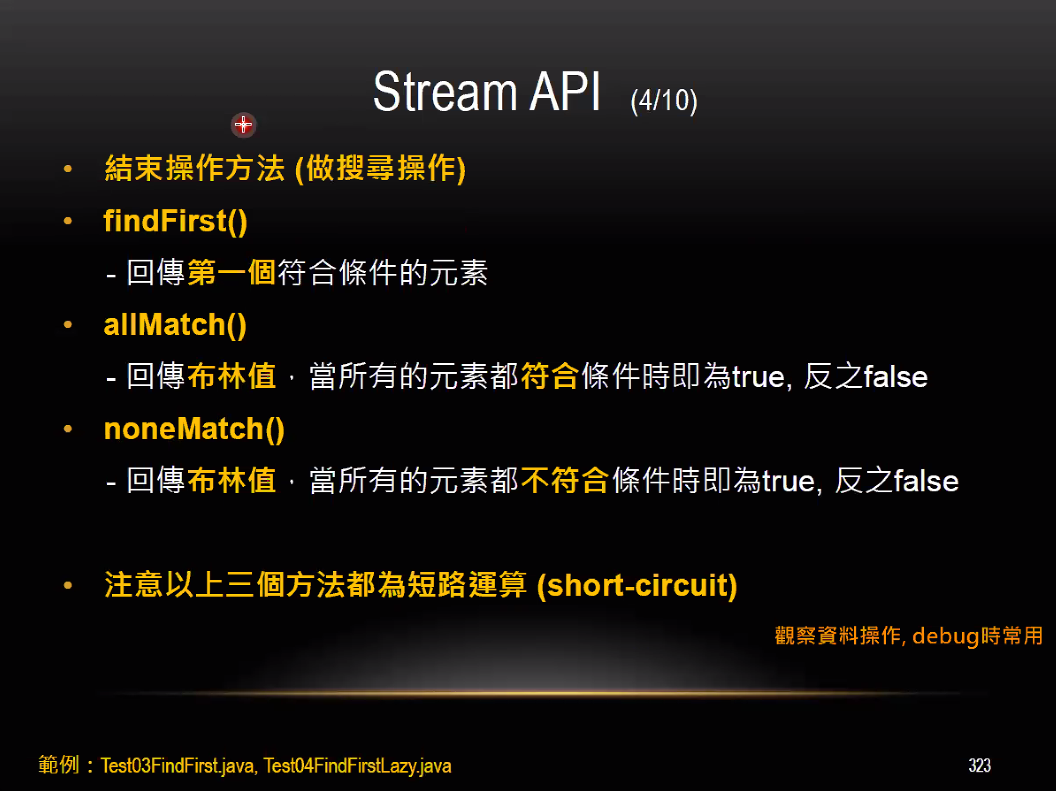 Stream API (4/10)
• 結束操作方法 (做搜尋操作)
• findFirst()
- 回傳第一個符合條件的元素
• allMatch()
- 回傳布林值，當所有的元素都符合條件時即為true, 反之false
• noneMatch()
- 回傳布林值，當所有的元素都不符合條件時即為true, 反之false
• 注意以上三個方法都為短路運算 (short-circuit)
觀察資料操作, debug時常用
範例：Test03FindFirst.java, Test04FindFirstLazy.java
323